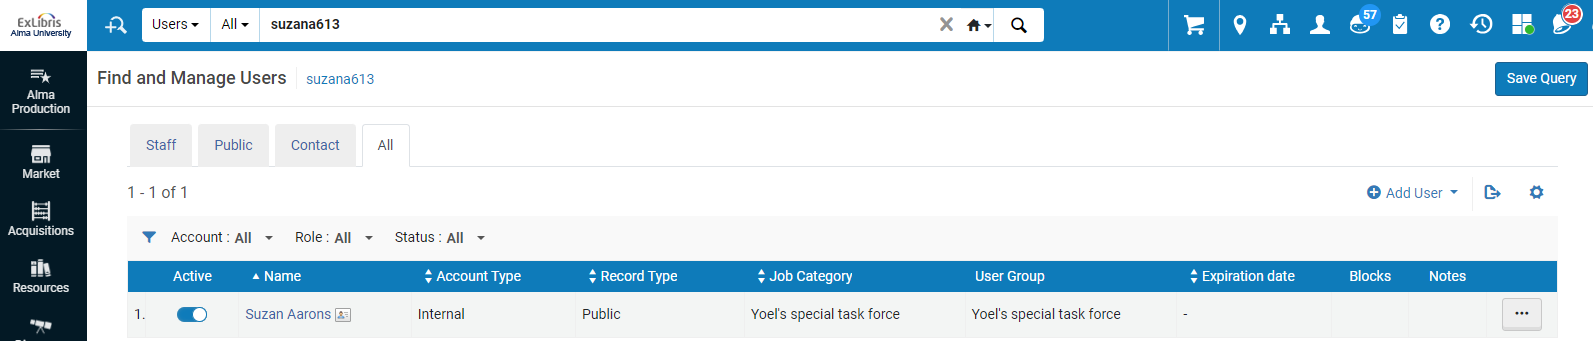 ExLibris
Alma University
Users
All
suzana613
57
23
Find and Manage Users
suzana613
Save Query
Alma
Production
Market
Acquisitions
Resources
Staff
Public
Contact
All
1 - 1 of 1
Add User
Account : All
Role : All
Status : All
Active Name Account Type Record Type Job Category User Group Expiration date Blocks Notes
1. Suzan Aarons Internal Public Yoel's special task force Yoel's special task force -